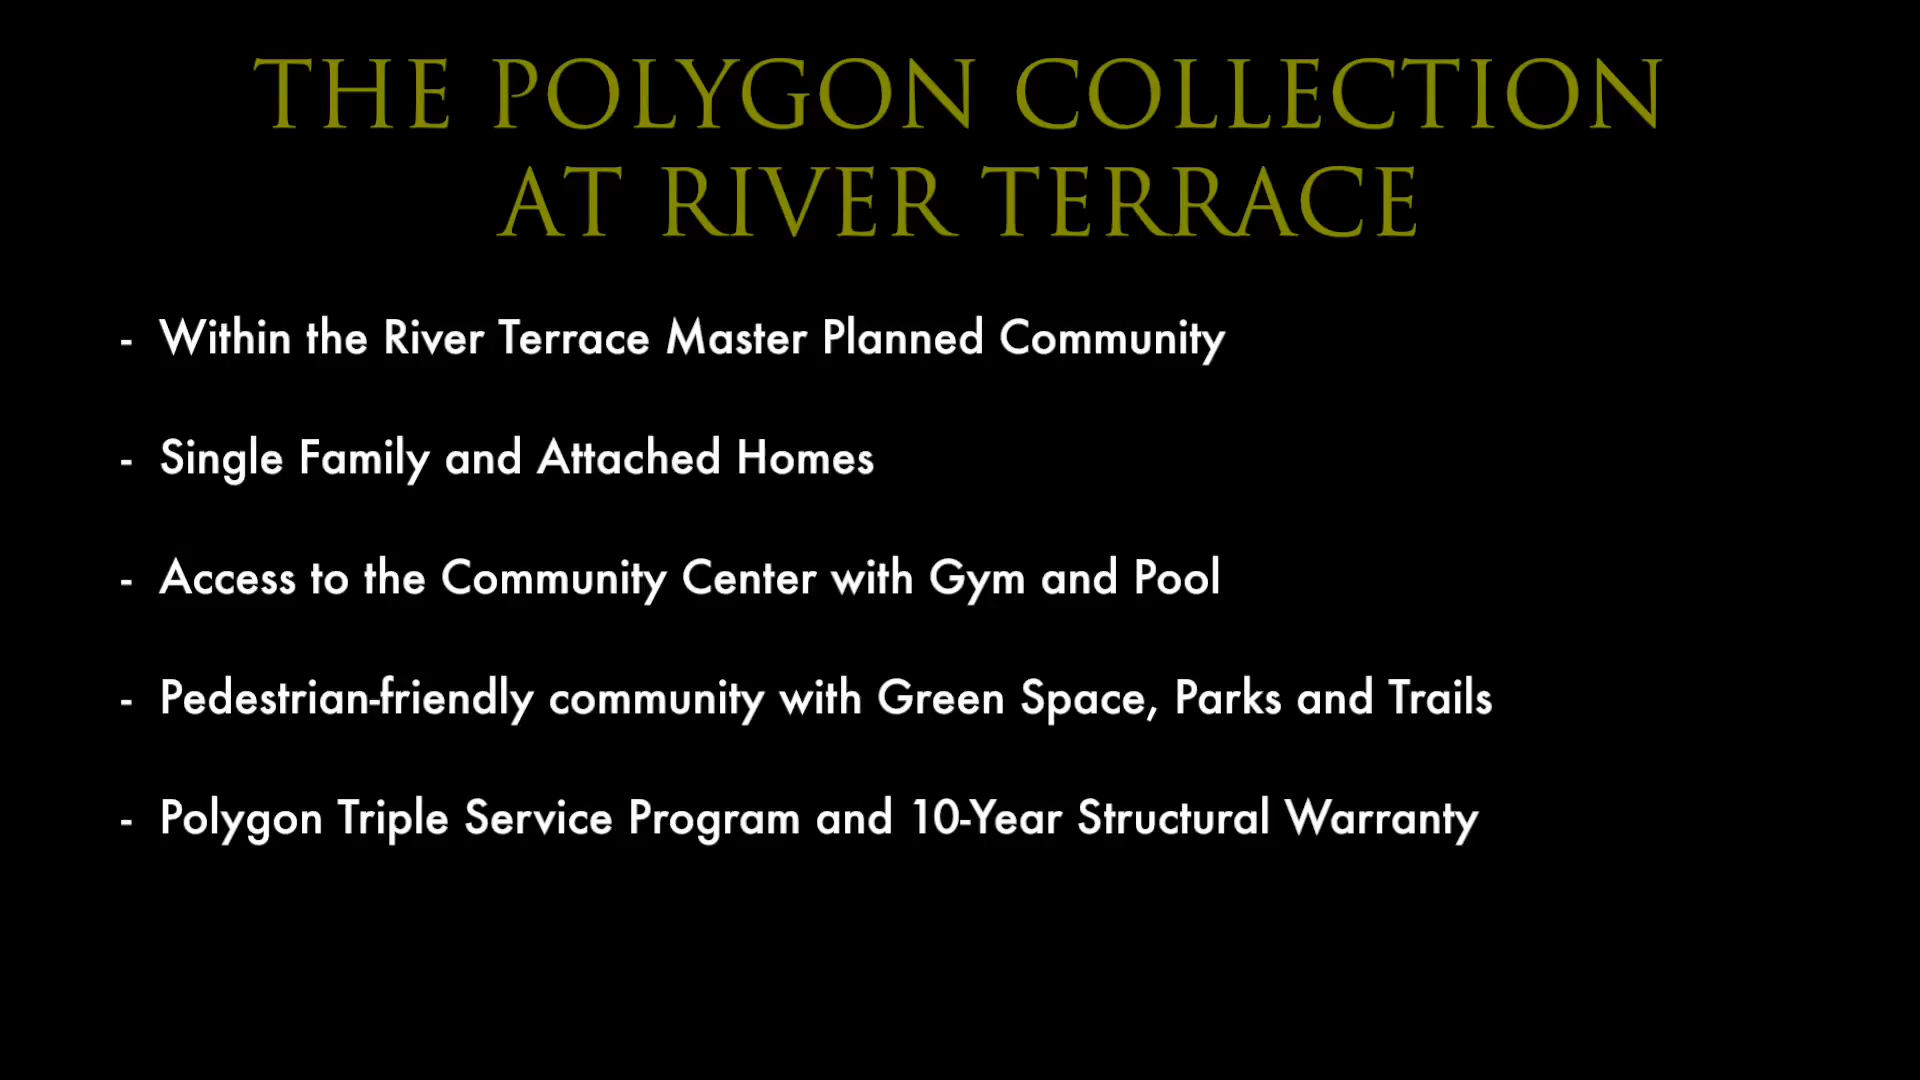 THE POLYGON COLLECTION
AT RIVER TERRACE
- Within the River Terrace Master Planned Community
- Single Family and Attached Homes
- Access to the Community Center with Gym and Pool
- Pedestrian-friendly community with Green Space, Parks and Trails
- Polygon Triple Service Program and 10-Year Structural Warranty